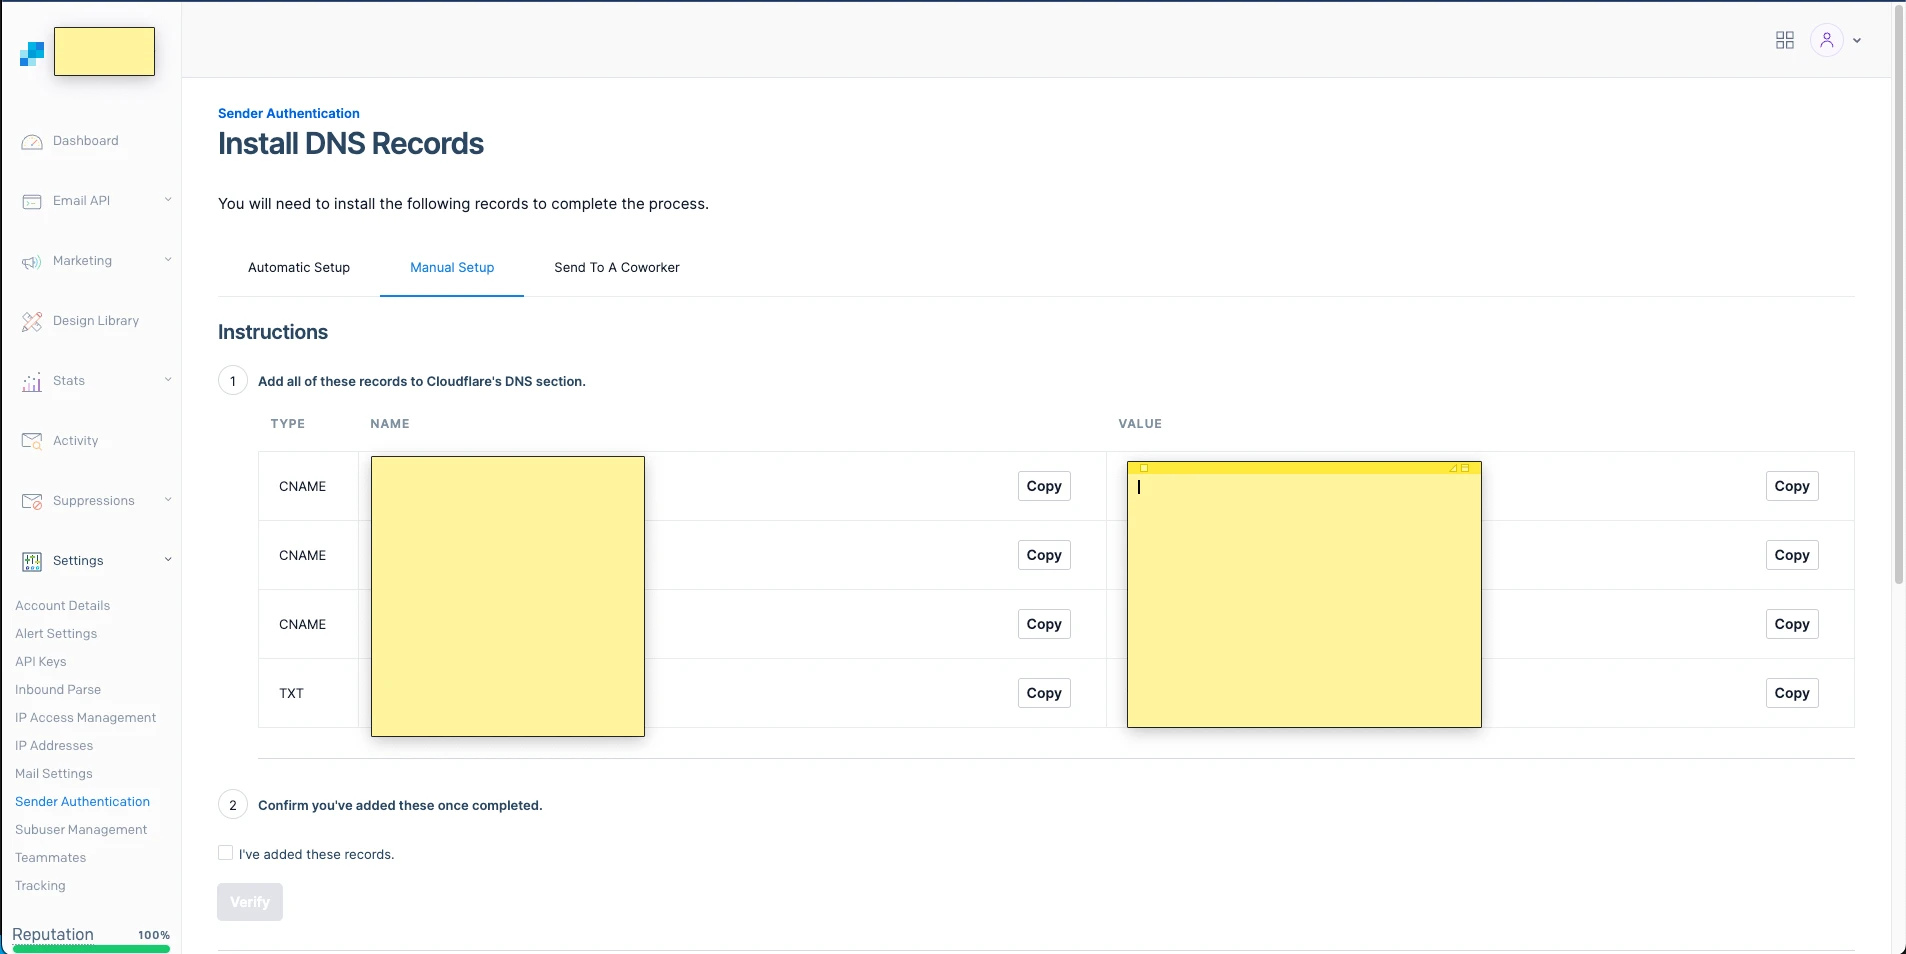 Dashboard
Email API
Marketing
Design Library
Stats
Activity
Suppressions
Settings
Account Details
Alert Settings
API Keys
Inbound Parse
IP Access Management
IP Addresses
Mail Settings
Sender Authentication
Subuser Management
Teammates
Tracking
Reputation 100%
Sender Authentication
Install DNS Records
You will need to install the following records to complete the process.
Automatic Setup Manual Setup Send To A Coworker
Instructions
1 Add all of these records to Cloudflare's DNS section.
TYPE NAME VALUE
CNAME Copy Copy
CNAME Copy Copy
CNAME Copy Copy
TXT Copy Copy
2 Confirm you've added these once completed.
I've added these records.
Verify